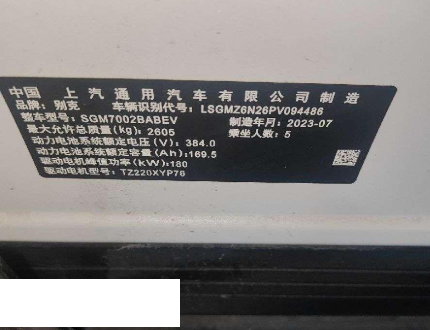 中国 上汽通用汽车有限公司制造
品牌：别克 车辆识别代号：LSGMZ6N26PV094486
整车型号：SGM7002BABEV 制造年月：2023-07
最大允许总质量(kg)：2605 乘坐人数：5
动力电池系统额定电压(V)：384.0
动力电池系统额定容量(Ah)：169.5
驱动电机峰值功率(kW)：180
驱动电机型号：TZ220XYP76